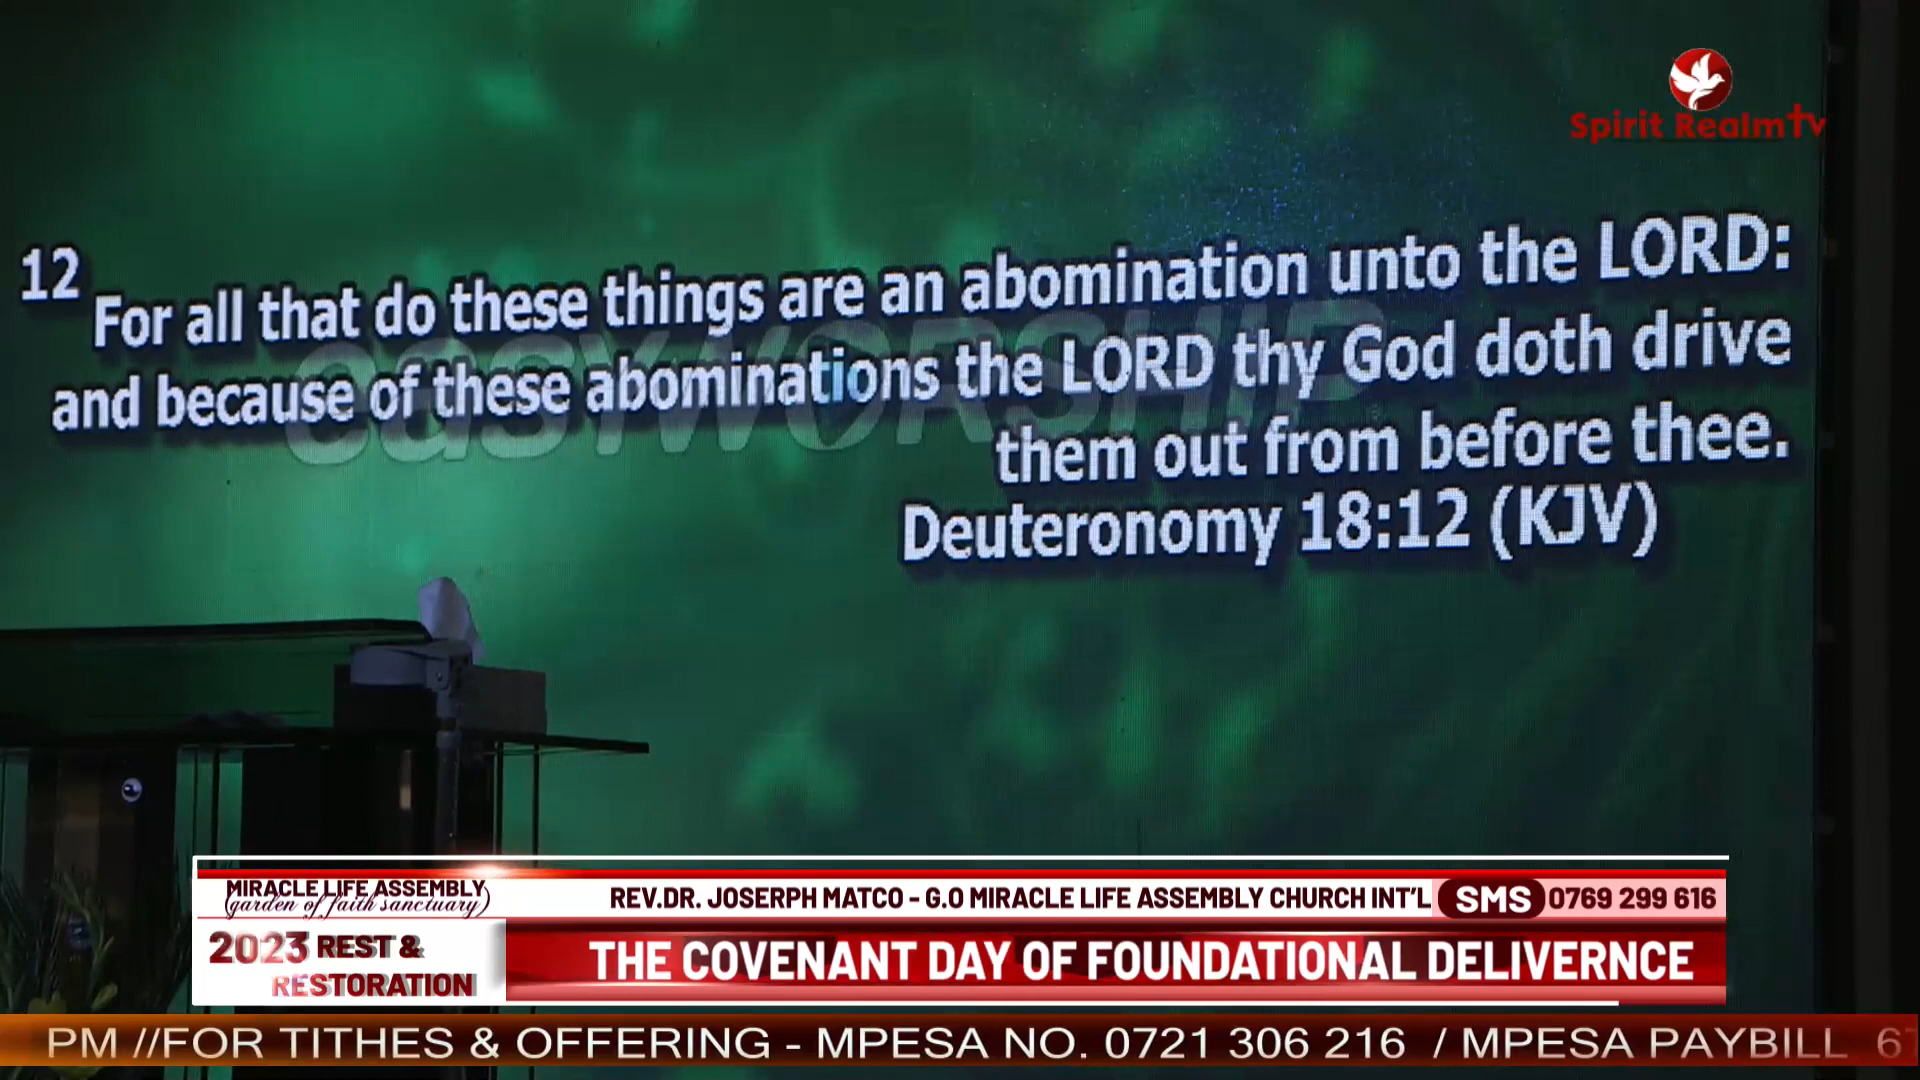 Spirit Realm tv
12 For all that do these things are an abomination unto the LORD:
and because of these abominations the LORD thy God doth drive
them out from before thee.
Deuteronomy 18:12 (KJV)
easyWORSHIP
MIRACLE LIFE ASSEMBLY
(garden of faith sanctuary)
REV.DR. JOSERPH MATCO - G.O MIRACLE LIFE ASSEMBLY CHURCH INT'L
SMS 0769 299 616
2023 REST &
RESTORATION
THE COVENANT DAY OF FOUNDATIONAL DELIVERNCE
PM //FOR TITHES & OFFERING - MPESA NO. 0721 306 216 / MPESA PAYBILL